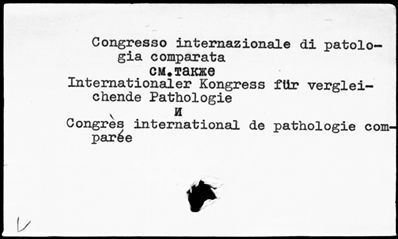 Congresso internazionale di patolo-
gia comparata
см.также
Internationaler Kongress für verglei-
chende Pathologie
и
Congrès international de pathologie com-
parée